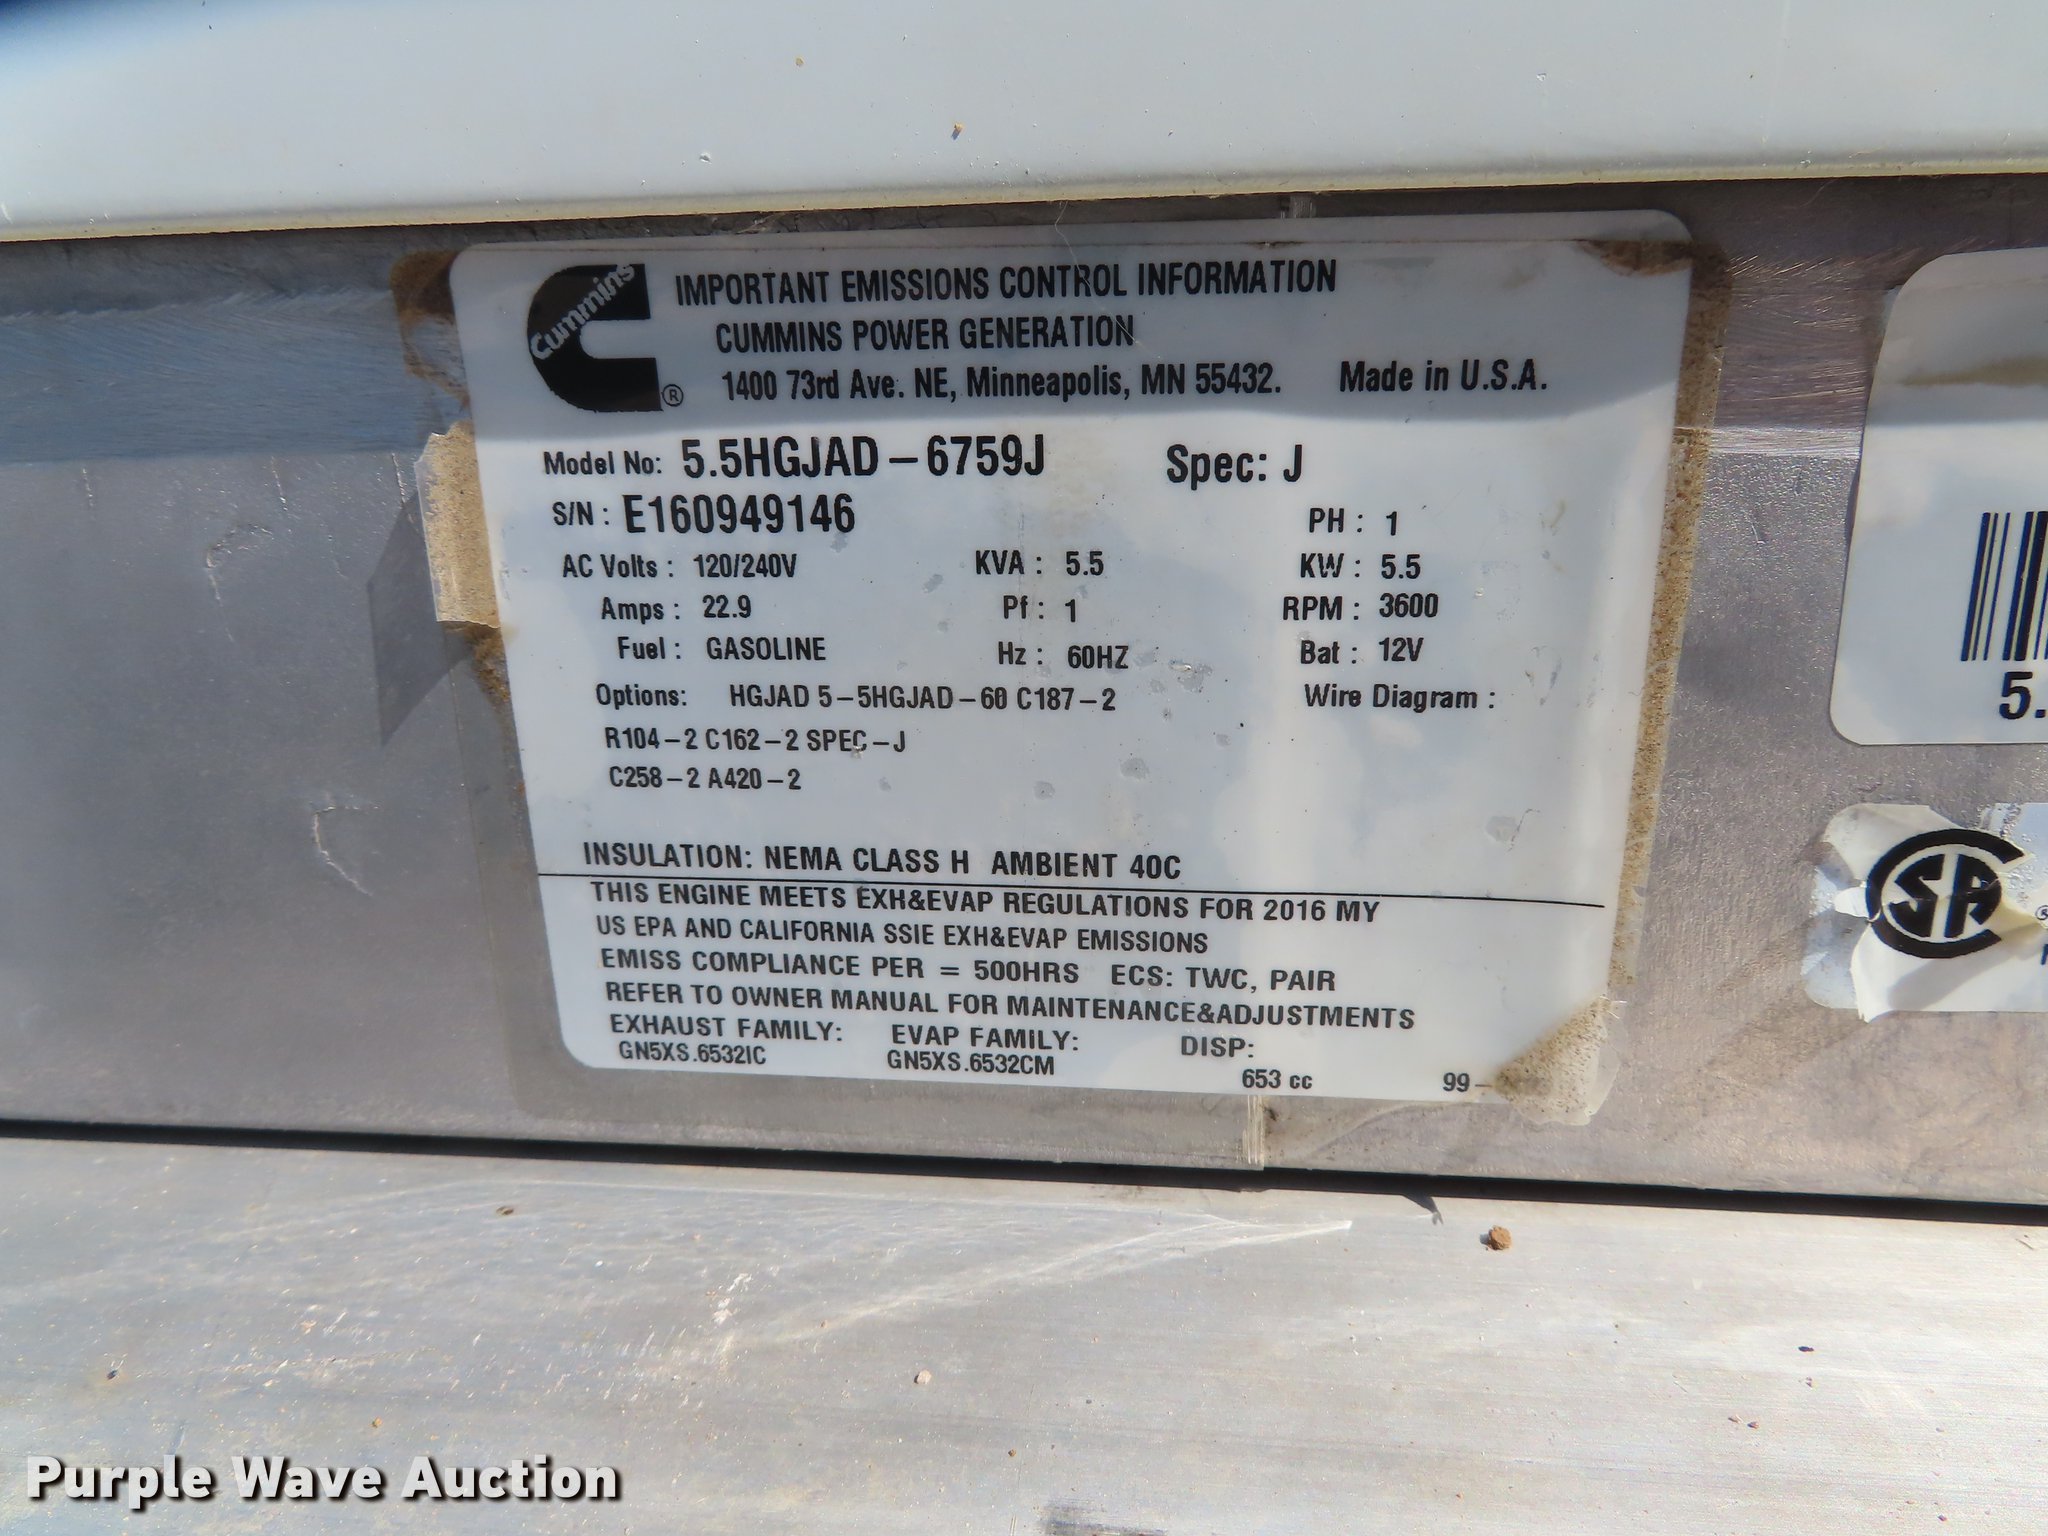 Cummins ®
IMPORTANT EMISSIONS CONTROL INFORMATION
CUMMINS POWER GENERATION
1400 73rd Ave. NE, Minneapolis, MN 55432. Made in U.S.A.
Model No: 5.5HGJAD-6759J Spec: J
S/N: E160949146 PH: 1
AC Volts: 120/240V KVA: 5.5 KW: 5.5
Amps: 22.9 Pf: 1 RPM: 3600
Fuel: GASOLINE Hz: 60HZ Bat: 12V
Options: HGJAD 5-5HGJAD-60 C187-2 Wire Diagram:
R104-2 C162-2 SPEC-J
C258-2 A420-2
INSULATION: NEMA CLASS H AMBIENT 40C
THIS ENGINE MEETS EXH&EVAP REGULATIONS FOR 2016 MY
US EPA AND CALIFORNIA SSIE EXH&EVAP EMISSIONS
EMISS COMPLIANCE PER = 500HRS ECS: TWC, PAIR
REFER TO OWNER MANUAL FOR MAINTENANCE&ADJUSTMENTS
EXHAUST FAMILY: EVAP FAMILY: DISP:
GN5XS.6532IC GN5XS.6532CM 653 cc 99-
5.
CSA ®
Purple Wave Auction